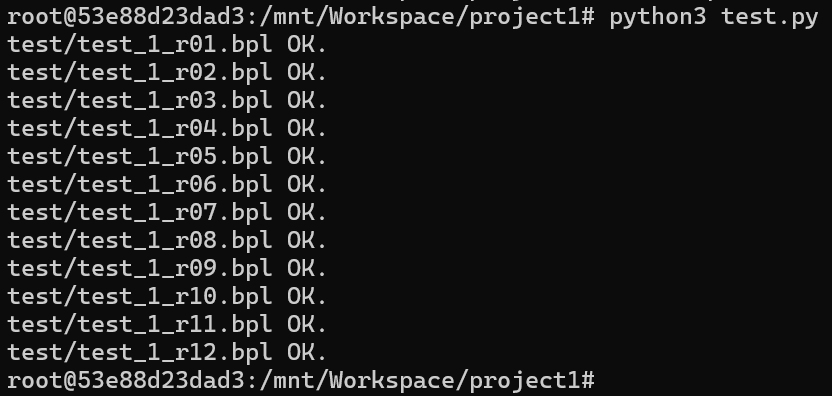 root@53e88d23dad3:/mnt/Workspace/project1# python3 test.py
test/test_1_r01.bpl OK.
test/test_1_r02.bpl OK.
test/test_1_r03.bpl OK.
test/test_1_r04.bpl OK.
test/test_1_r05.bpl OK.
test/test_1_r06.bpl OK.
test/test_1_r07.bpl OK.
test/test_1_r08.bpl OK.
test/test_1_r09.bpl OK.
test/test_1_r10.bpl OK.
test/test_1_r11.bpl OK.
test/test_1_r12.bpl OK.
root@53e88d23dad3:/mnt/Workspace/project1#